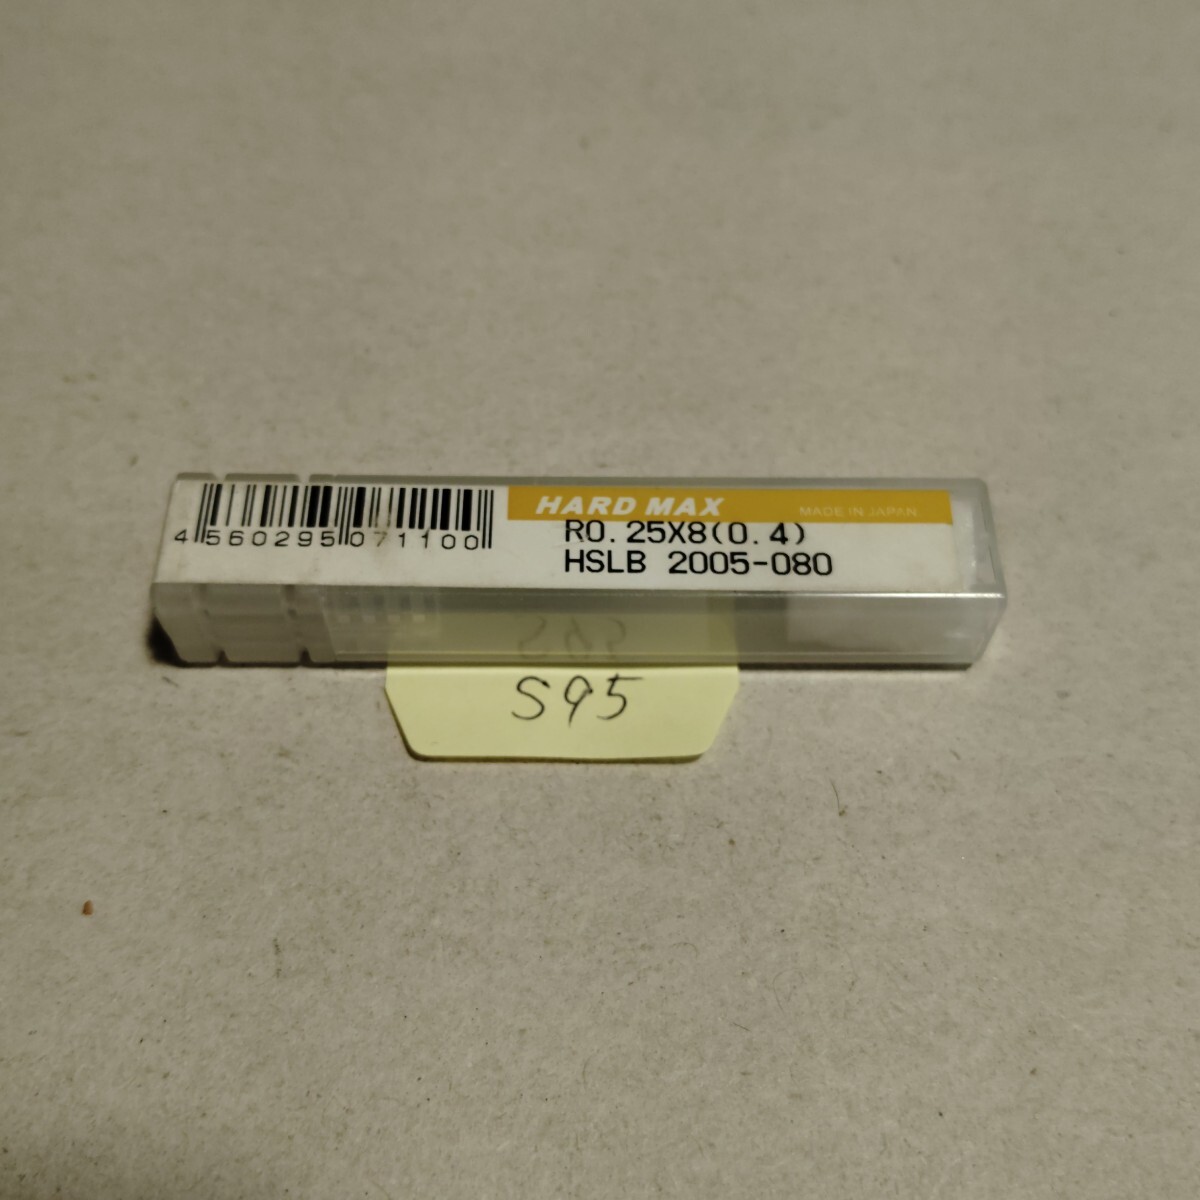 HARD MAX
MADE IN JAPAN
R0.25X8(0.4)
HSLB 2005-080
4 560295 071100
S95